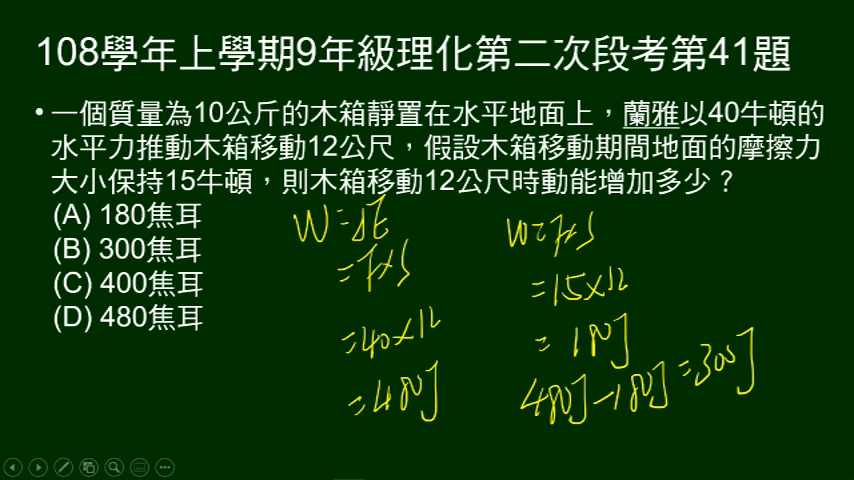 108學年上學期9年級理化第二次段考第41題
• 一個質量為10公斤的木箱靜置在水平地面上，蘭雅以40牛頓的
水平力推動木箱移動12公尺，假設木箱移動期間地面的摩擦力
大小保持15牛頓，則木箱移動12公尺時動能增加多少？
(A) 180焦耳
(B) 300焦耳
(C) 400焦耳
(D) 480焦耳
W=ΔE
=F×S
=40×12
=480J
W=F×S
=15×12
=180J
480J-180J=300J